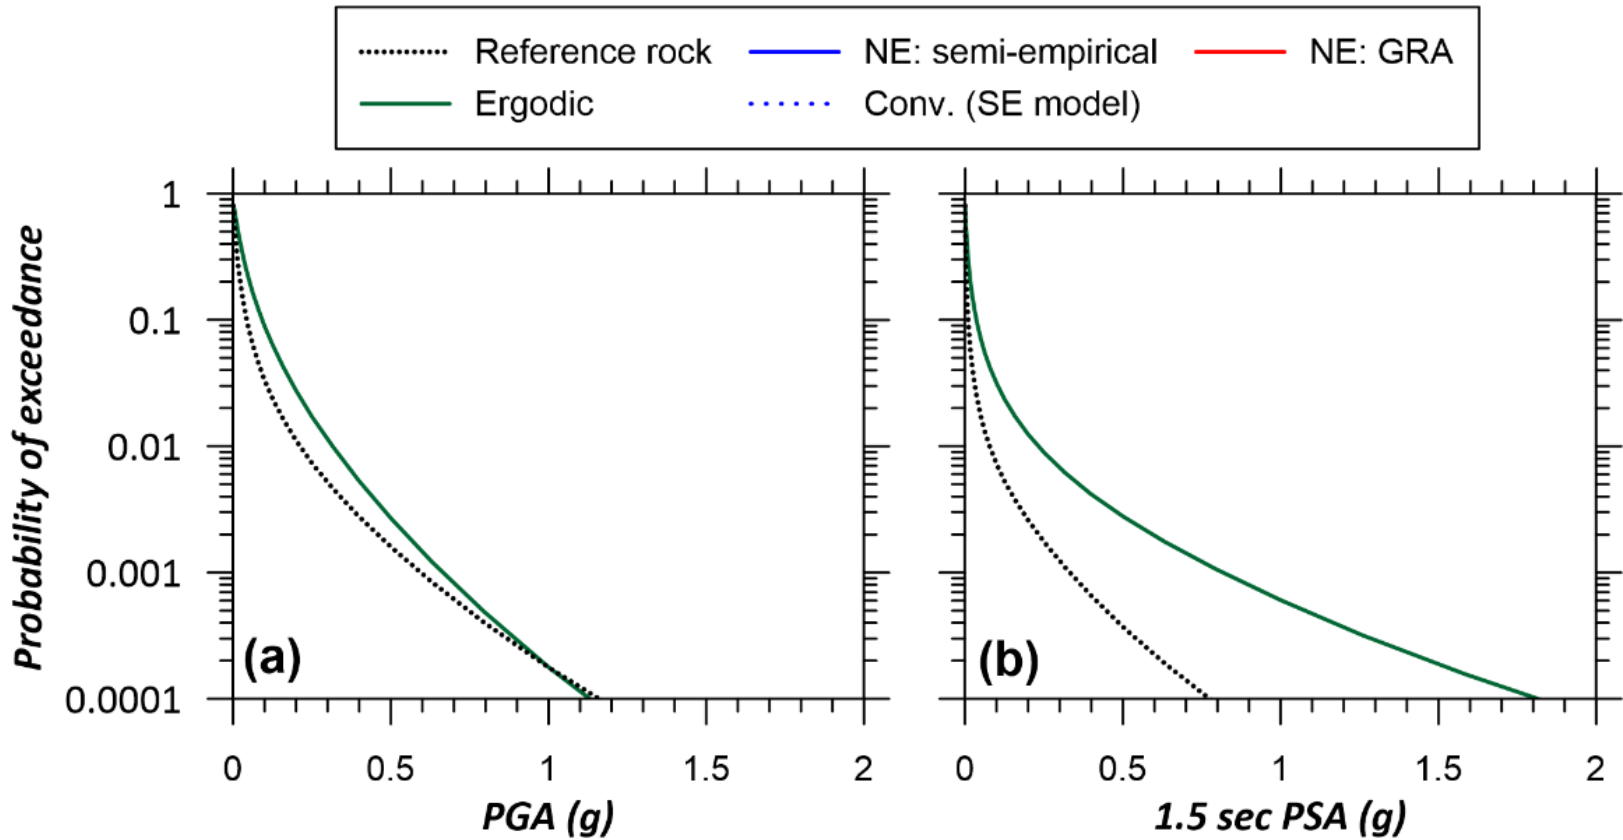 Reference rock NE: semi-empirical NE: GRA
Ergodic Conv. (SE model)
1
0.1
0.01
0.001
0.0001
Probability of exceedance
(a)
0 0.5 1 1.5 2
PGA (g)
(b)
0 0.5 1 1.5 2
1.5 sec PSA (g)